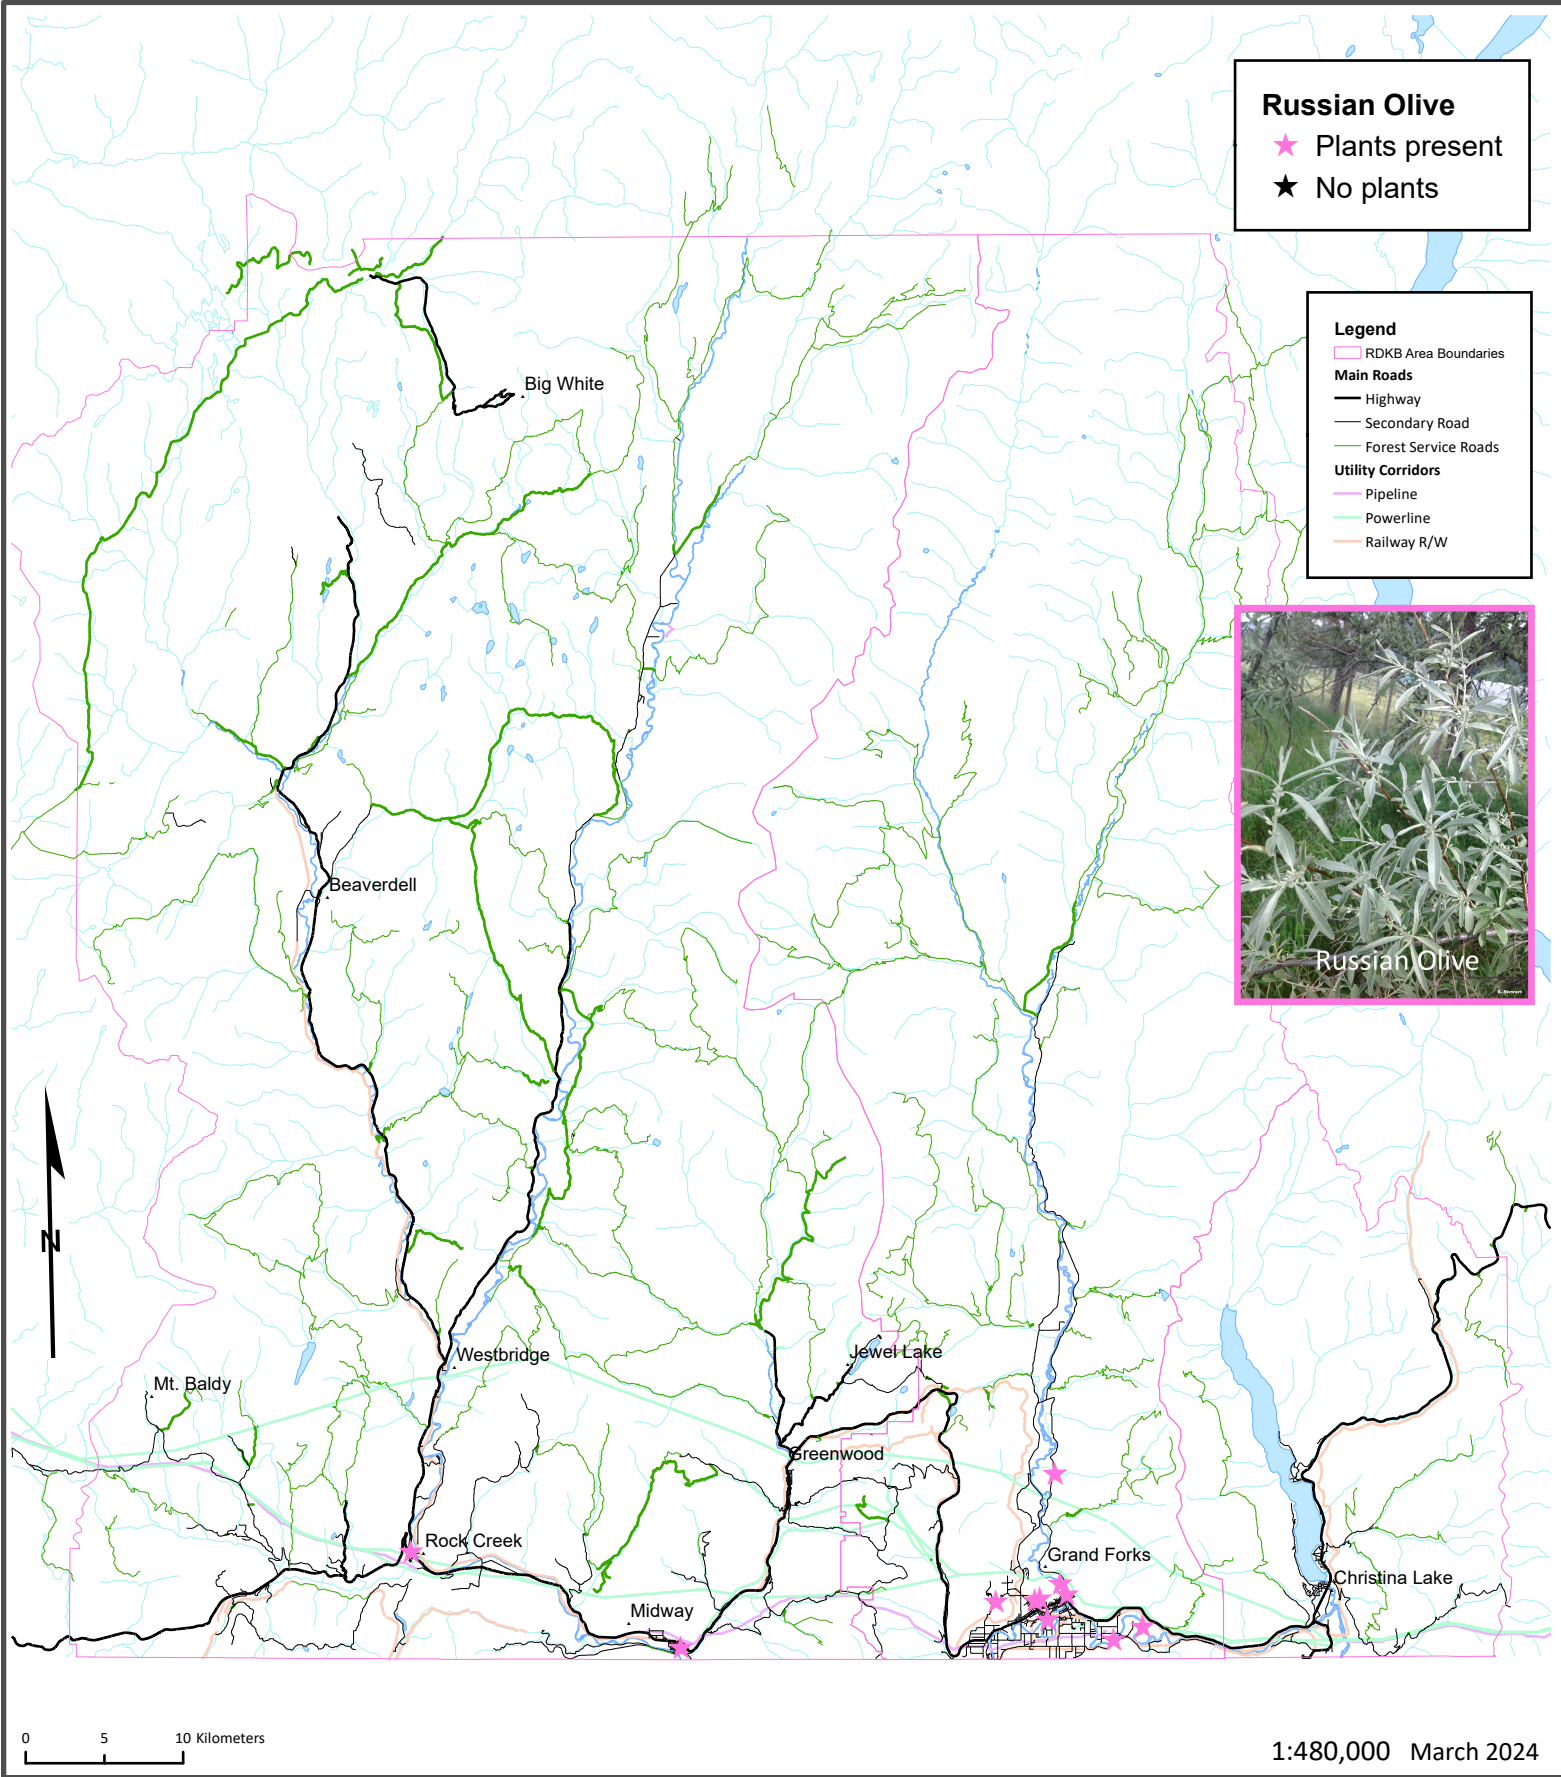 Russian Olive
Plants present
No plants
Legend
RDKB Area Boundaries
Main Roads
Highway
Secondary Road
Forest Service Roads
Utility Corridors
Pipeline
Powerline
Railway R/W
Big White
Beaverdell
Russian Olive
N
Westbridge
Jewel Lake
Mt. Baldy
Greenwood
Rock Creek
Grand Forks
Christina Lake
Midway
0 5 10 Kilometers
1:480,000 March 2024